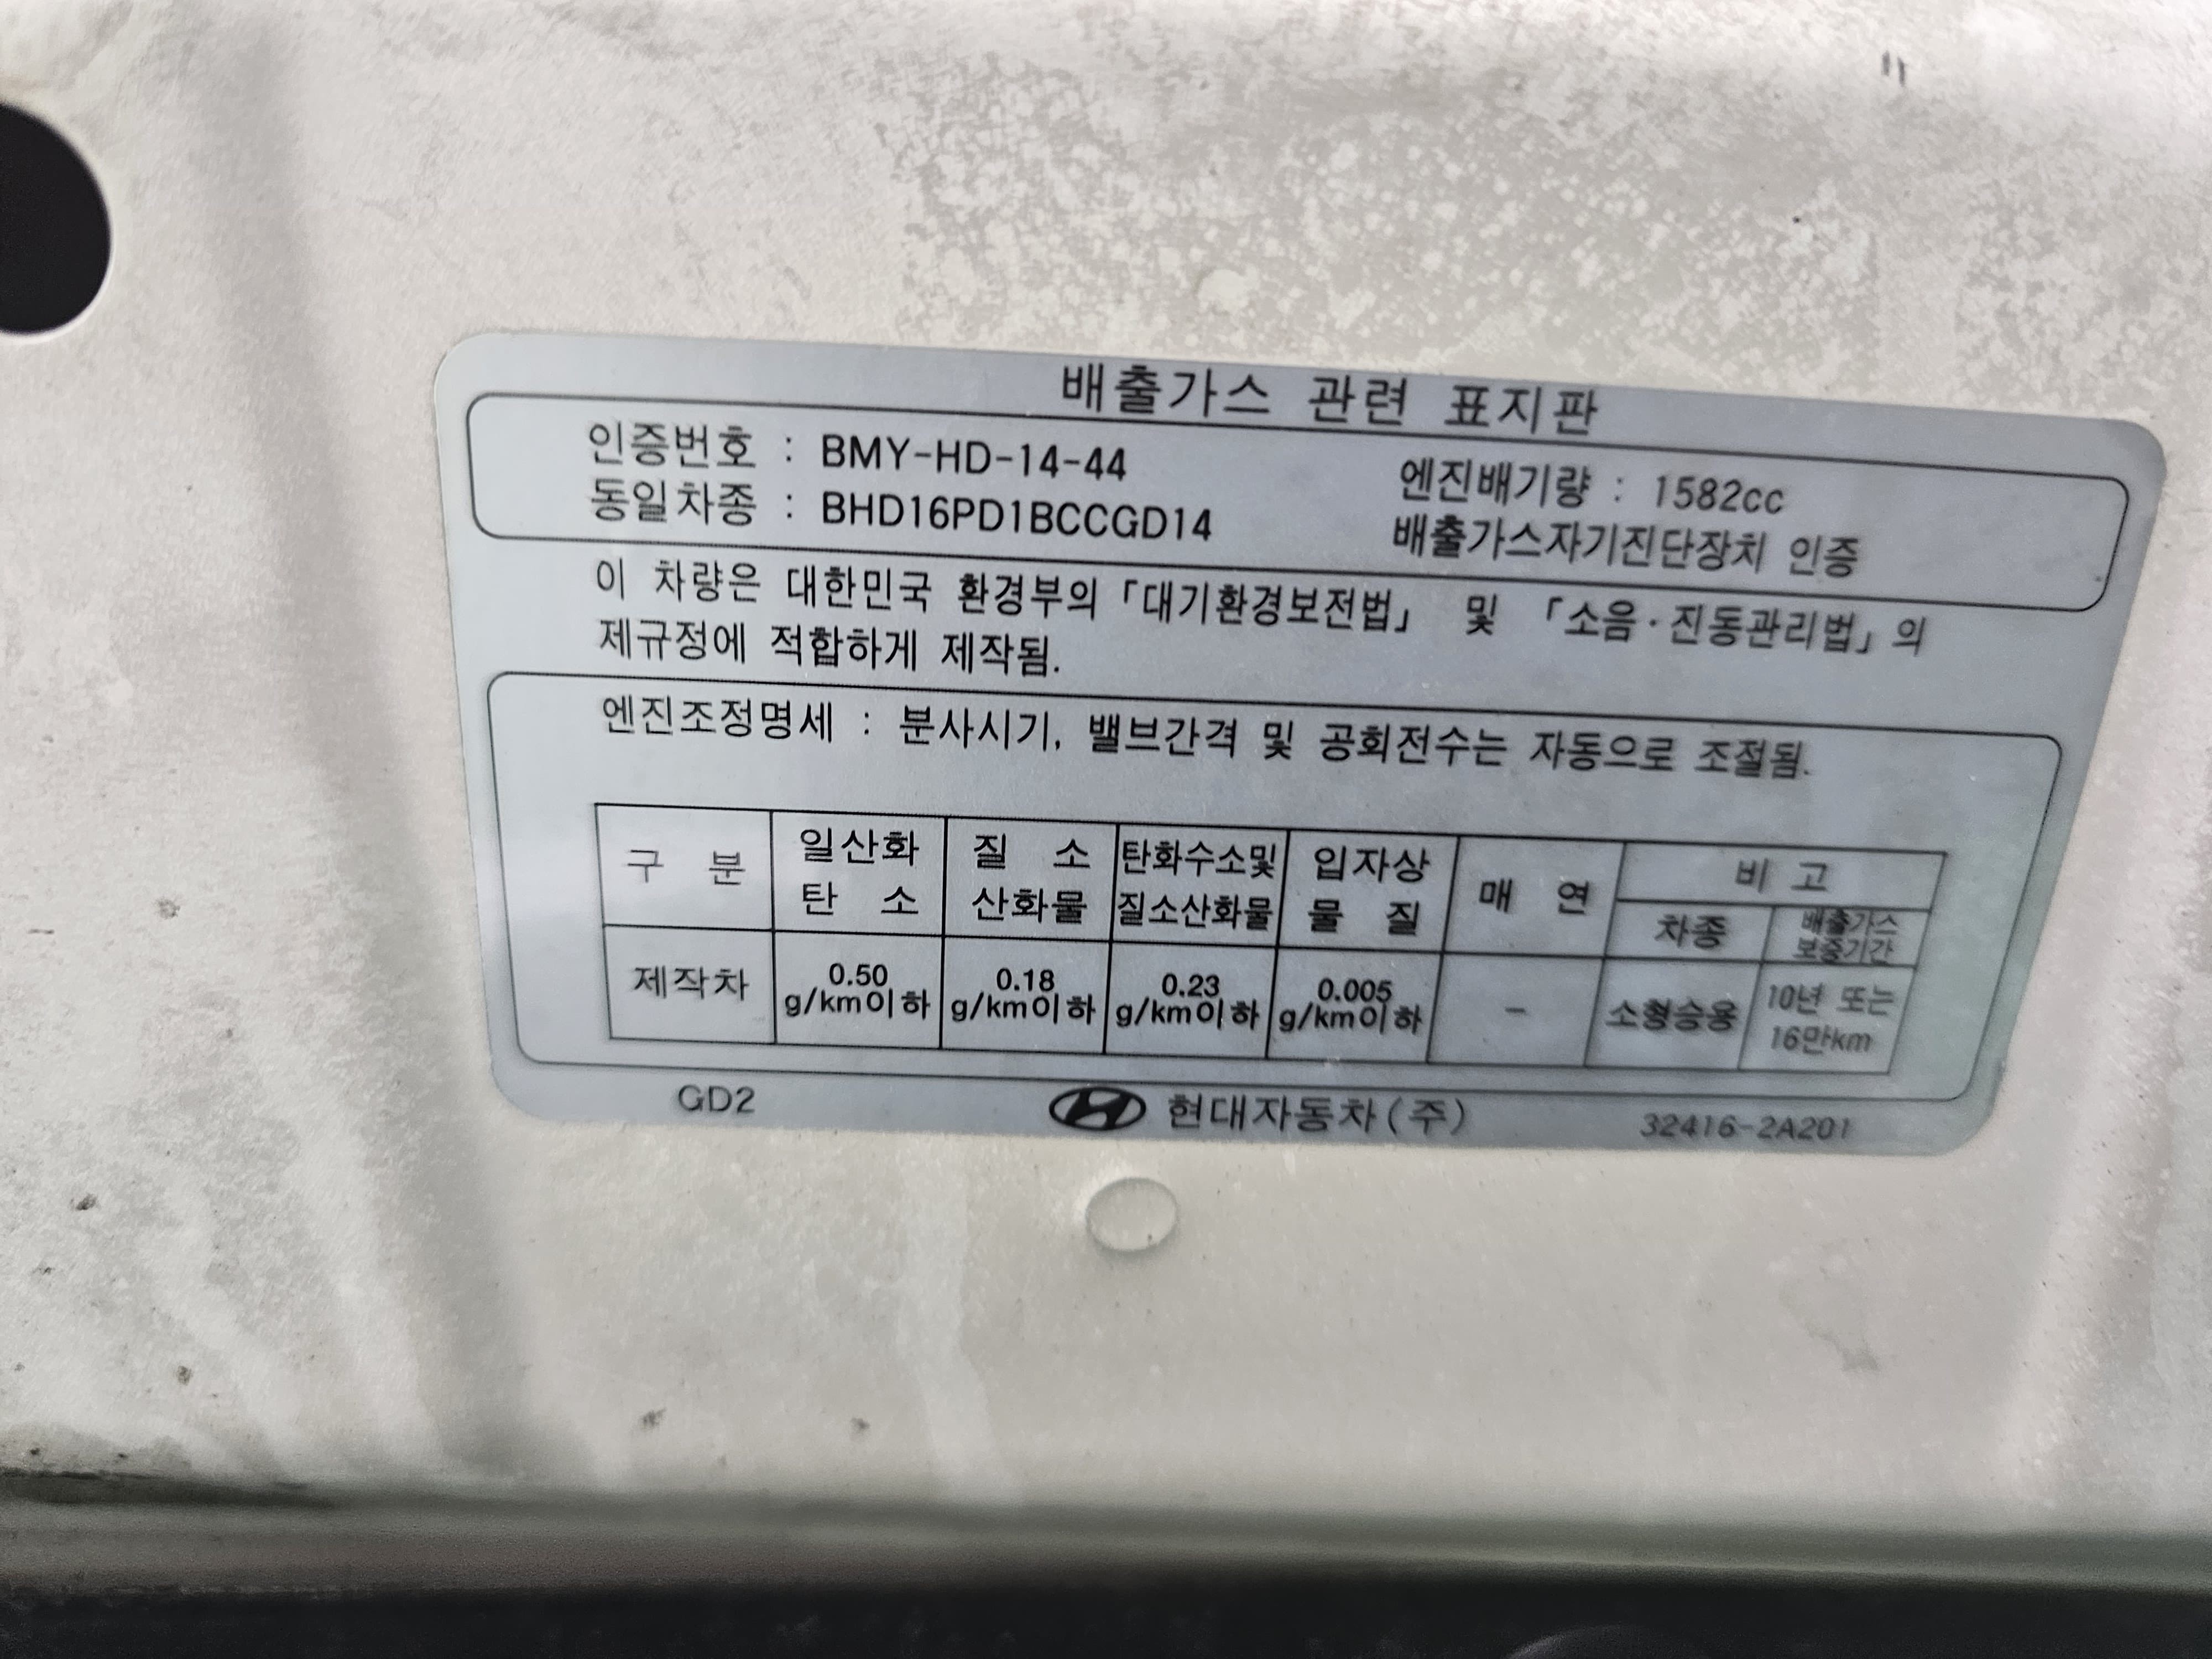 배출가스 관련 표지판
인증번호 : BMY-HD-14-44
엔진배기량 : 1582cc
동일차종 : BHD16PD1BCCGD14
배출가스자기진단장치 인증
이 차량은 대한민국 환경부의 「대기환경보전법」 및 「소음·진동관리법」의
제규정에 적합하게 제작됨.
엔진조정명세 : 분사시기, 밸브간격 및 공회전수는 자동으로 조절됨.
구 분
일산화
탄 소
질 소
산화물
탄화수소및
질소산화물
입자상
물 질
매 연
비 고
차종
배출가스
보증기간
제작차
0.50
g/km이하
0.18
g/km이하
0.23
g/km이하
0.005
g/km이하
-
소형승용
10년 또는
16만km
GD2
현대자동차(주)
32416-2A201